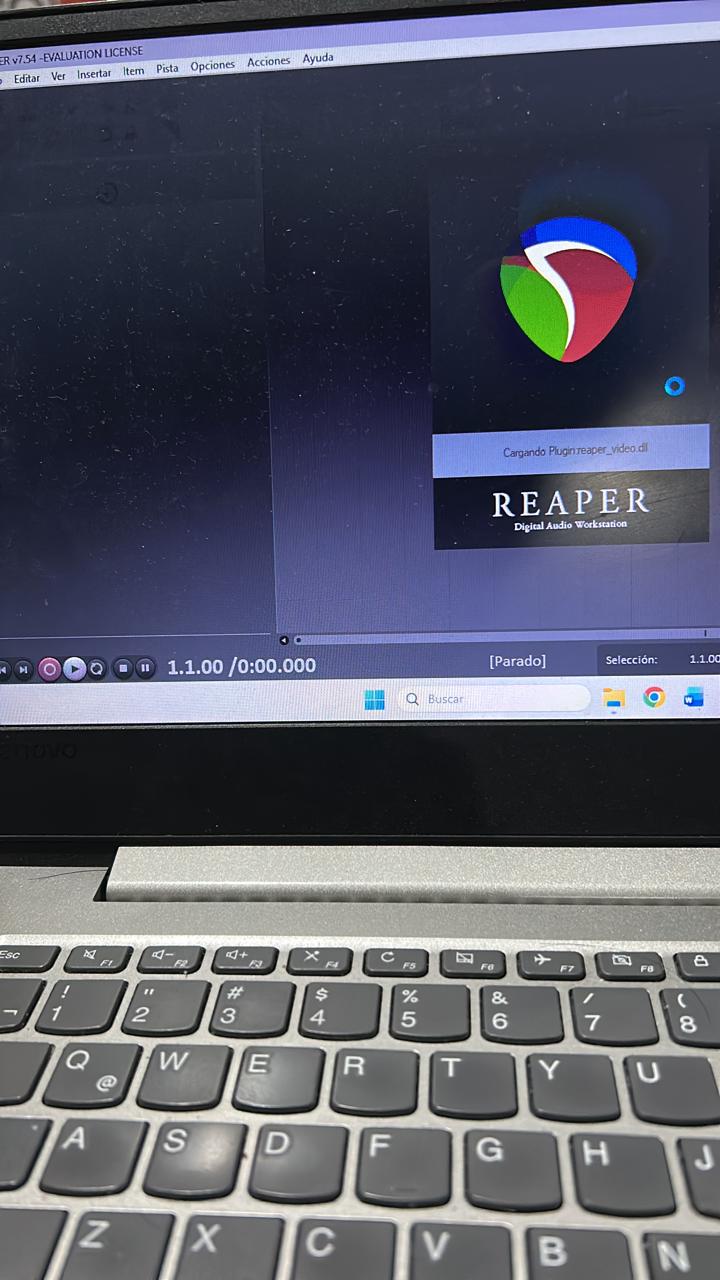 ER v7.54 -EVALUATION LICENSE
Editar Ver Insertar Item Pista Opciones Acciones Ayuda
Cargando Plugin:reaper_video.dll
REAPER
Digital Audio Workstation
1.1.00 /0:00.000
[Parado]
Selección:
1.1.00
Buscar
W
Esc F1 F2 F3 F4 F5 F6 F7 F8
¬ ! 1 " 2 # 3 $ 4 % 5 & 6 / 7 ( 8
Q @ W E R T Y U
A S D F G H J
Z X C V B N